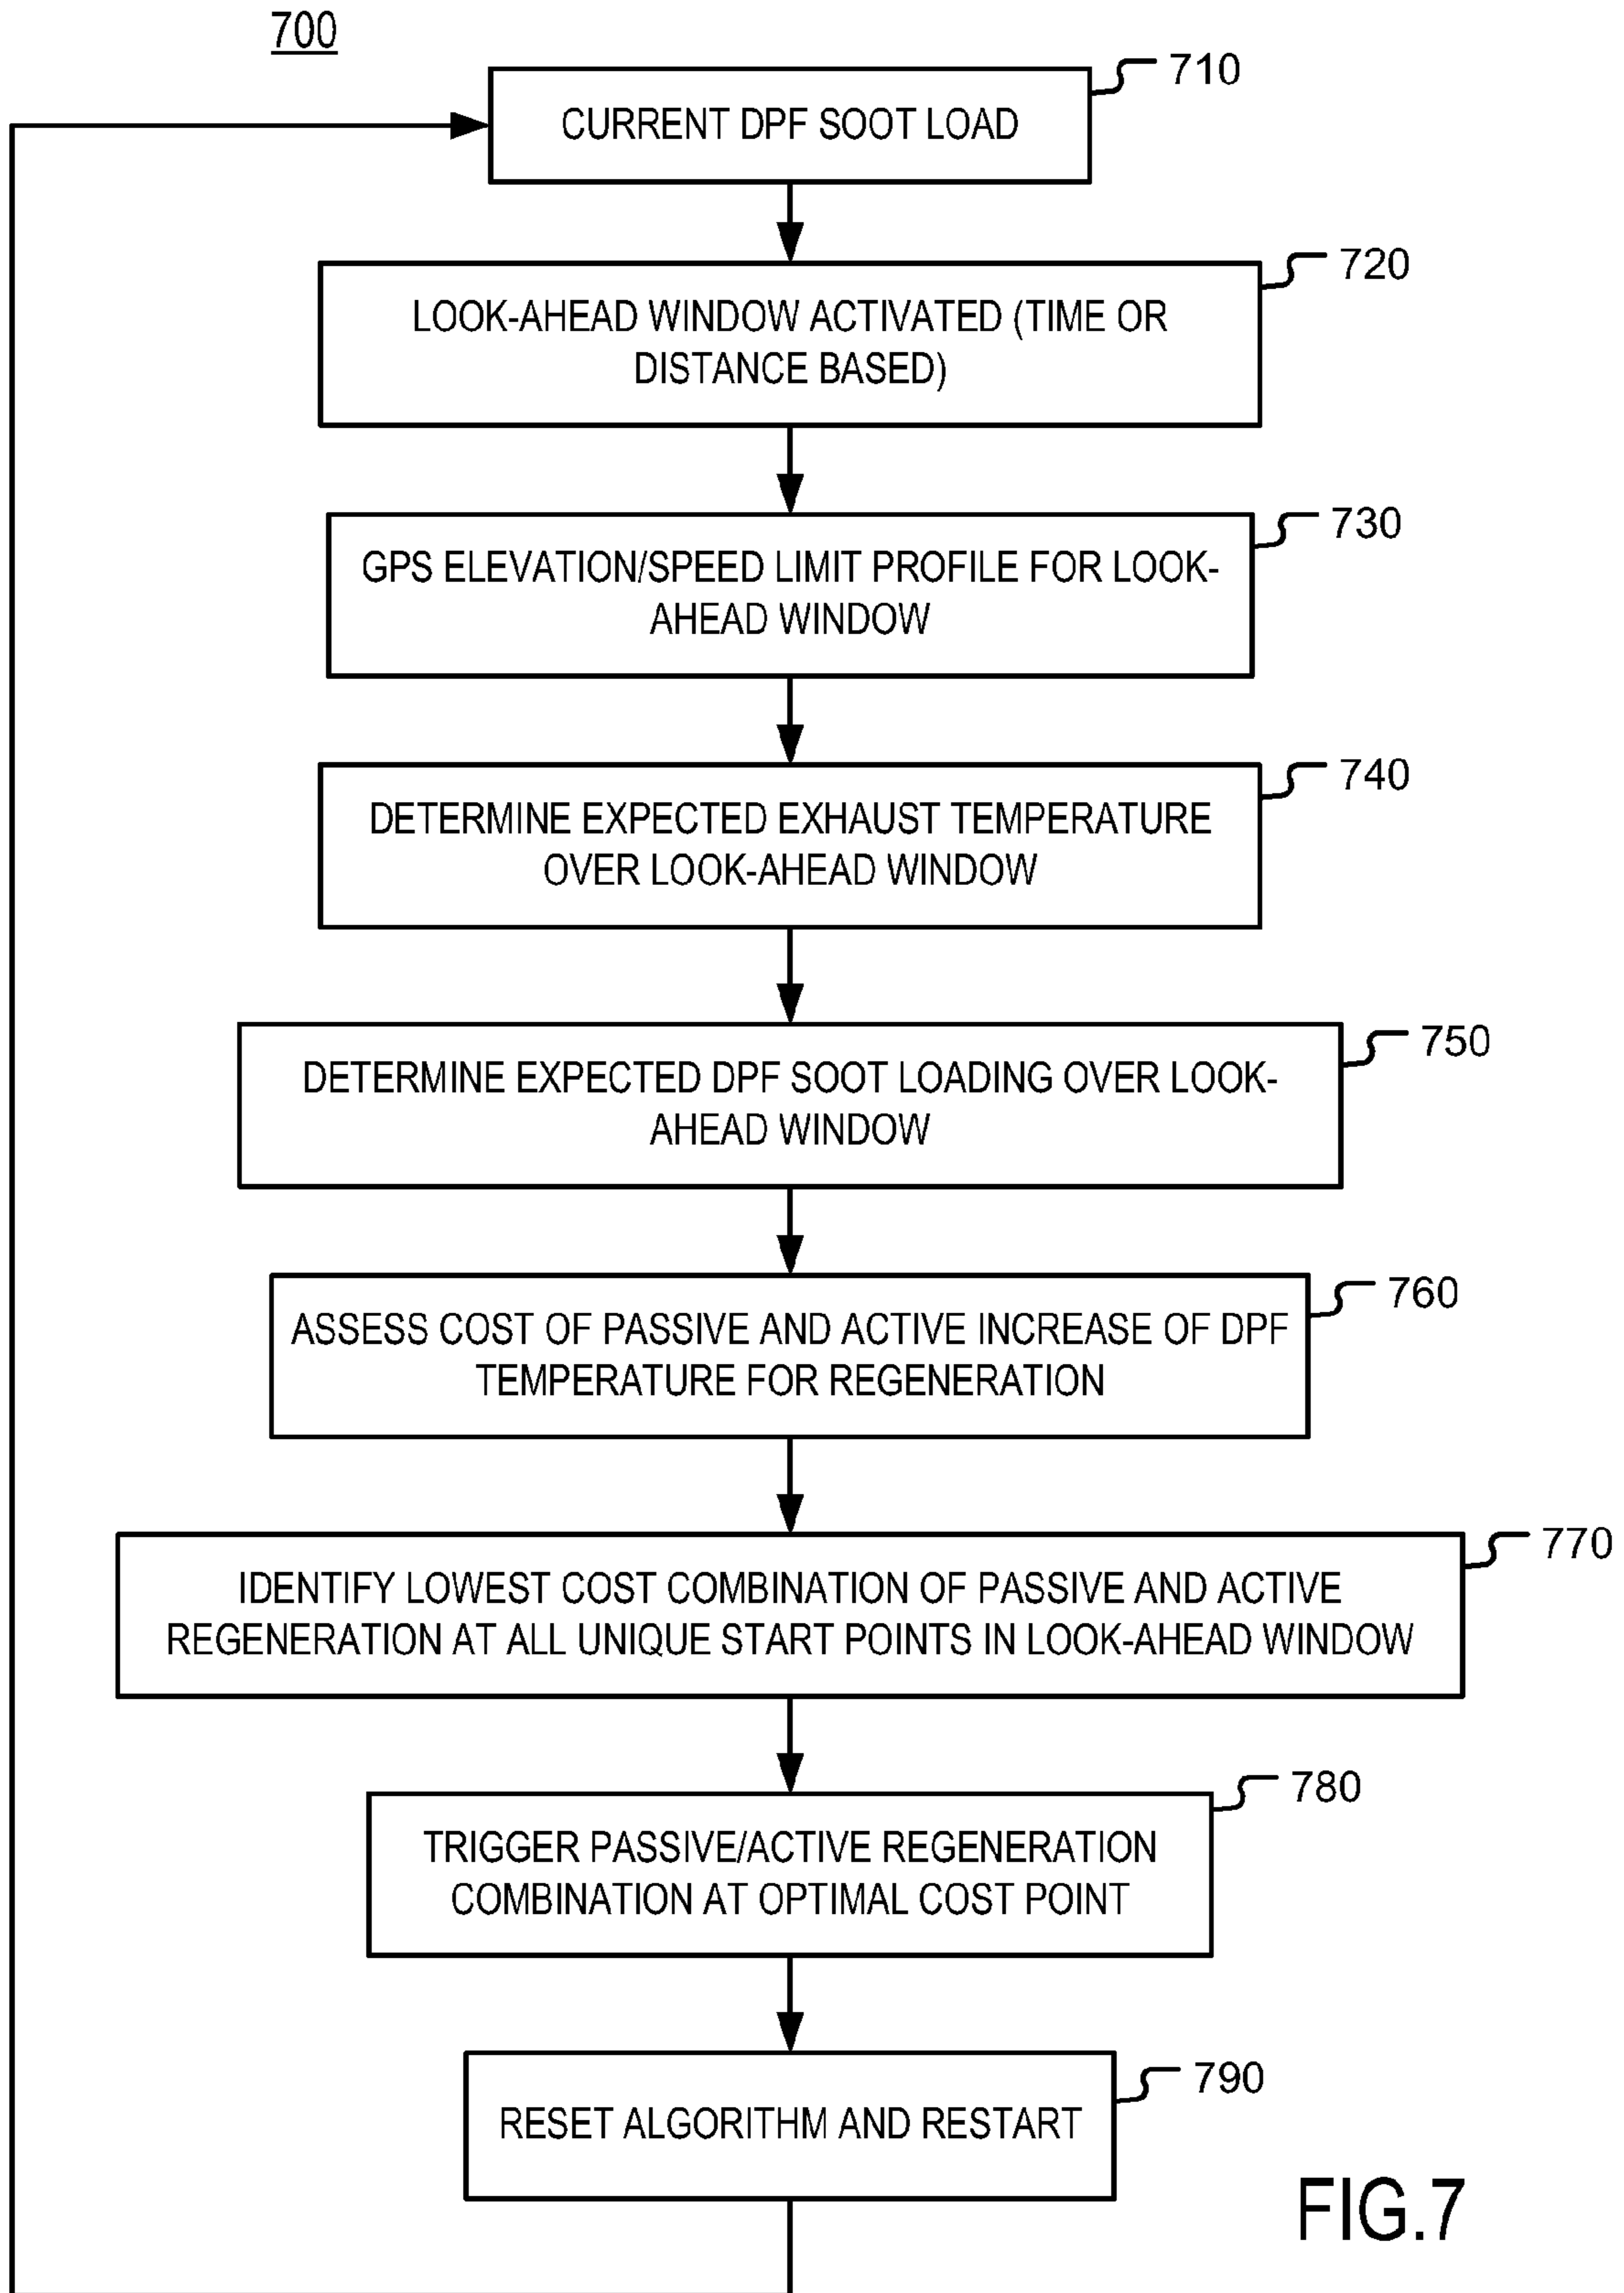 700
710
CURRENT DPF SOOT LOAD
720
LOOK-AHEAD WINDOW ACTIVATED (TIME OR
DISTANCE BASED)
730
GPS ELEVATION/SPEED LIMIT PROFILE FOR LOOK-
AHEAD WINDOW
740
DETERMINE EXPECTED EXHAUST TEMPERATURE
OVER LOOK-AHEAD WINDOW
750
DETERMINE EXPECTED DPF SOOT LOADING OVER LOOK-
AHEAD WINDOW
760
ASSESS COST OF PASSIVE AND ACTIVE INCREASE OF DPF
TEMPERATURE FOR REGENERATION
770
IDENTIFY LOWEST COST COMBINATION OF PASSIVE AND ACTIVE
REGENERATION AT ALL UNIQUE START POINTS IN LOOK-AHEAD WINDOW
780
TRIGGER PASSIVE/ACTIVE REGENERATION
COMBINATION AT OPTIMAL COST POINT
790
RESET ALGORITHM AND RESTART
FIG.7